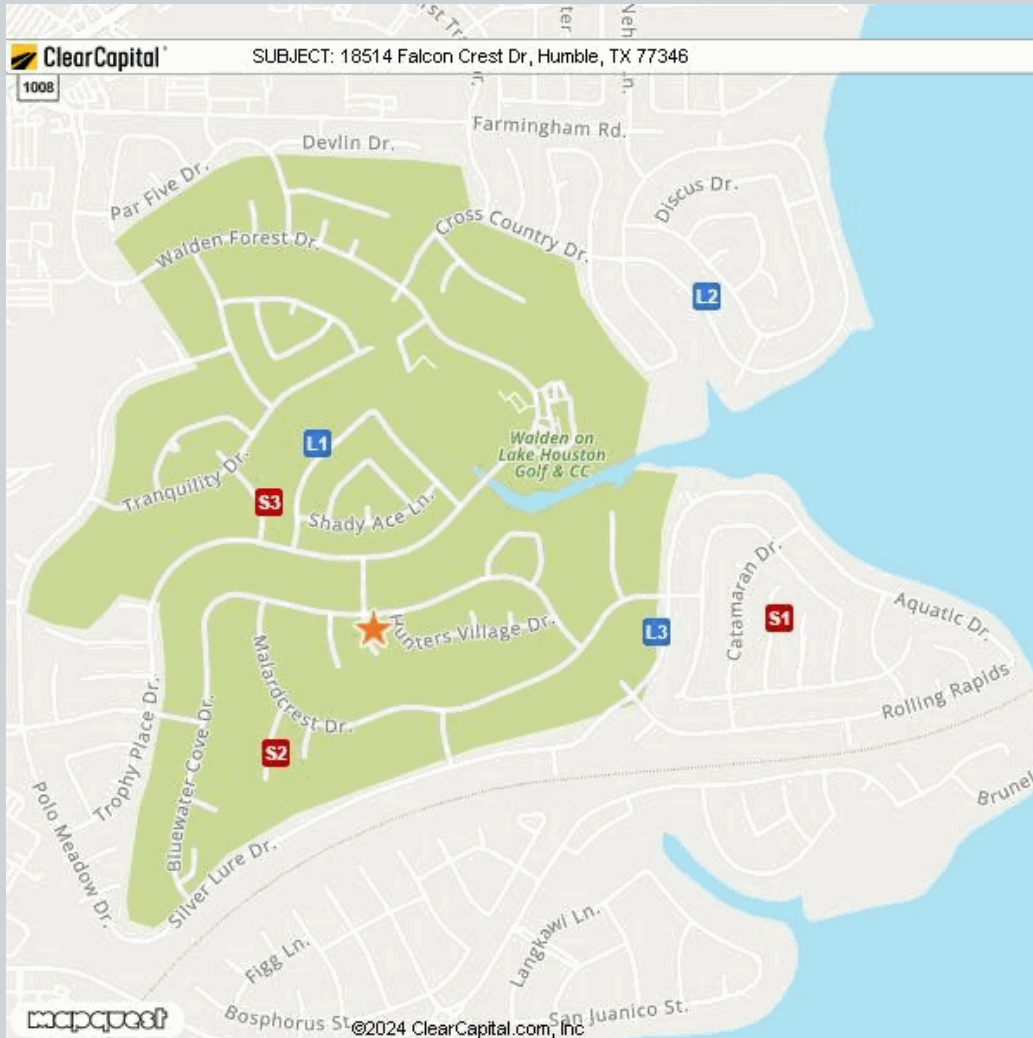 ClearCapital
SUBJECT: 18514 Falcon Crest Dr, Humble, TX 77346
1008
Farmingham Rd.
Devlin Dr.
Par Five Dr.
Discus Dr.
Cross Country Dr.
Walden Forest Dr.
L2
L1
Walden on
Lake Houston
Golf & CC
Tranquility Dr.
S3
Shady Ace Ln.
Catamaran Dr.
Aquatic Dr.
S1
L3
Hunters Village Dr.
Malardcrest Dr.
Rolling Rapids
S2
Trophy Place Dr.
Bluewater Cove Dr.
Polo Meadow Dr.
Silver Lure Dr.
Figg Ln.
Langkawi Ln.
Bosphorus St.
San Juanico St.
mapquest
©2024 ClearCapital.com, Inc